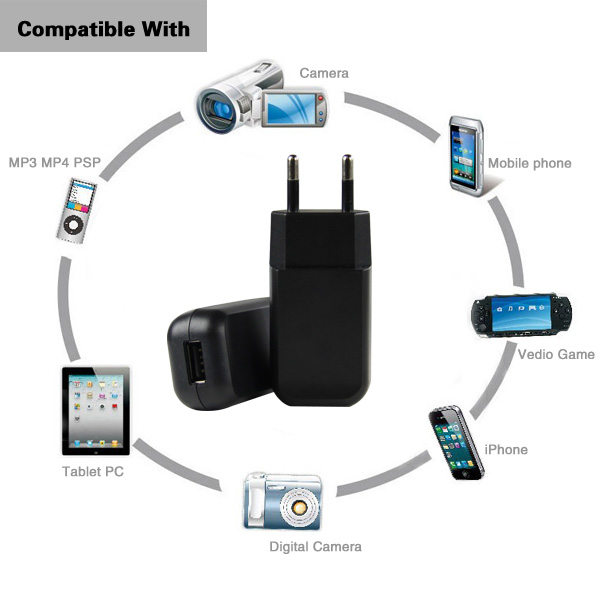 Compatible With
Camera
MP3 MP4 PSP
Mobile phone
Vedio Game
iPhone
Tablet PC
Digital Camera